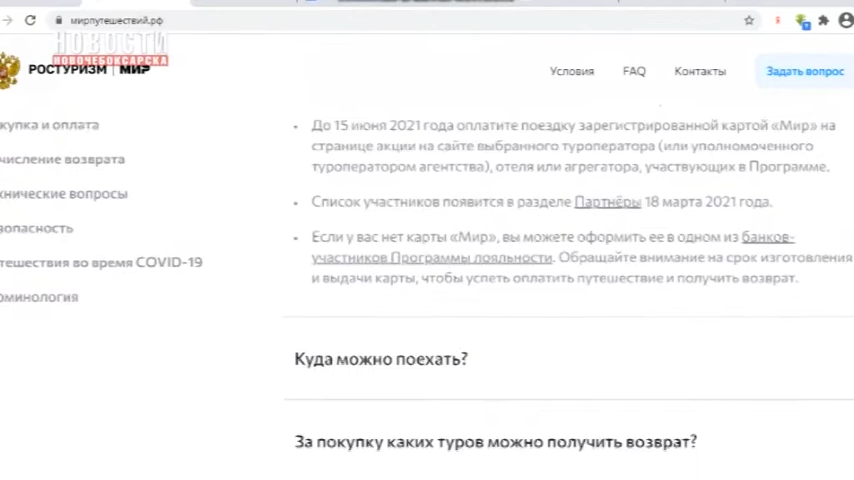 мирпутешествий.рф
НОВОСТИ
НОВОЧЕБОКСАРСКА
РОСТУРИЗМ | МИР
Условия
FAQ
Контакты
Задать вопрос
купка и оплата
числение возврата
хнические вопросы
зопасность
тешествия во время COVID-19
рминология
До 15 июня 2021 года оплатите поездку зарегистрированной картой «Мир» на
странице акции на сайте выбранного туроператора (или уполномоченного
туроператором агентства), отеля или агрегатора, участвующих в Программе.
Список участников появится в разделе Партнёры 18 марта 2021 года.
Если у вас нет карты «Мир», вы можете оформить ее в одном из банков-
участников Программы лояльности. Обращайте внимание на срок изготовления
и выдачи карты, чтобы успеть оплатить путешествие и получить возврат.
Куда можно поехать?
За покупку каких туров можно получить возврат?